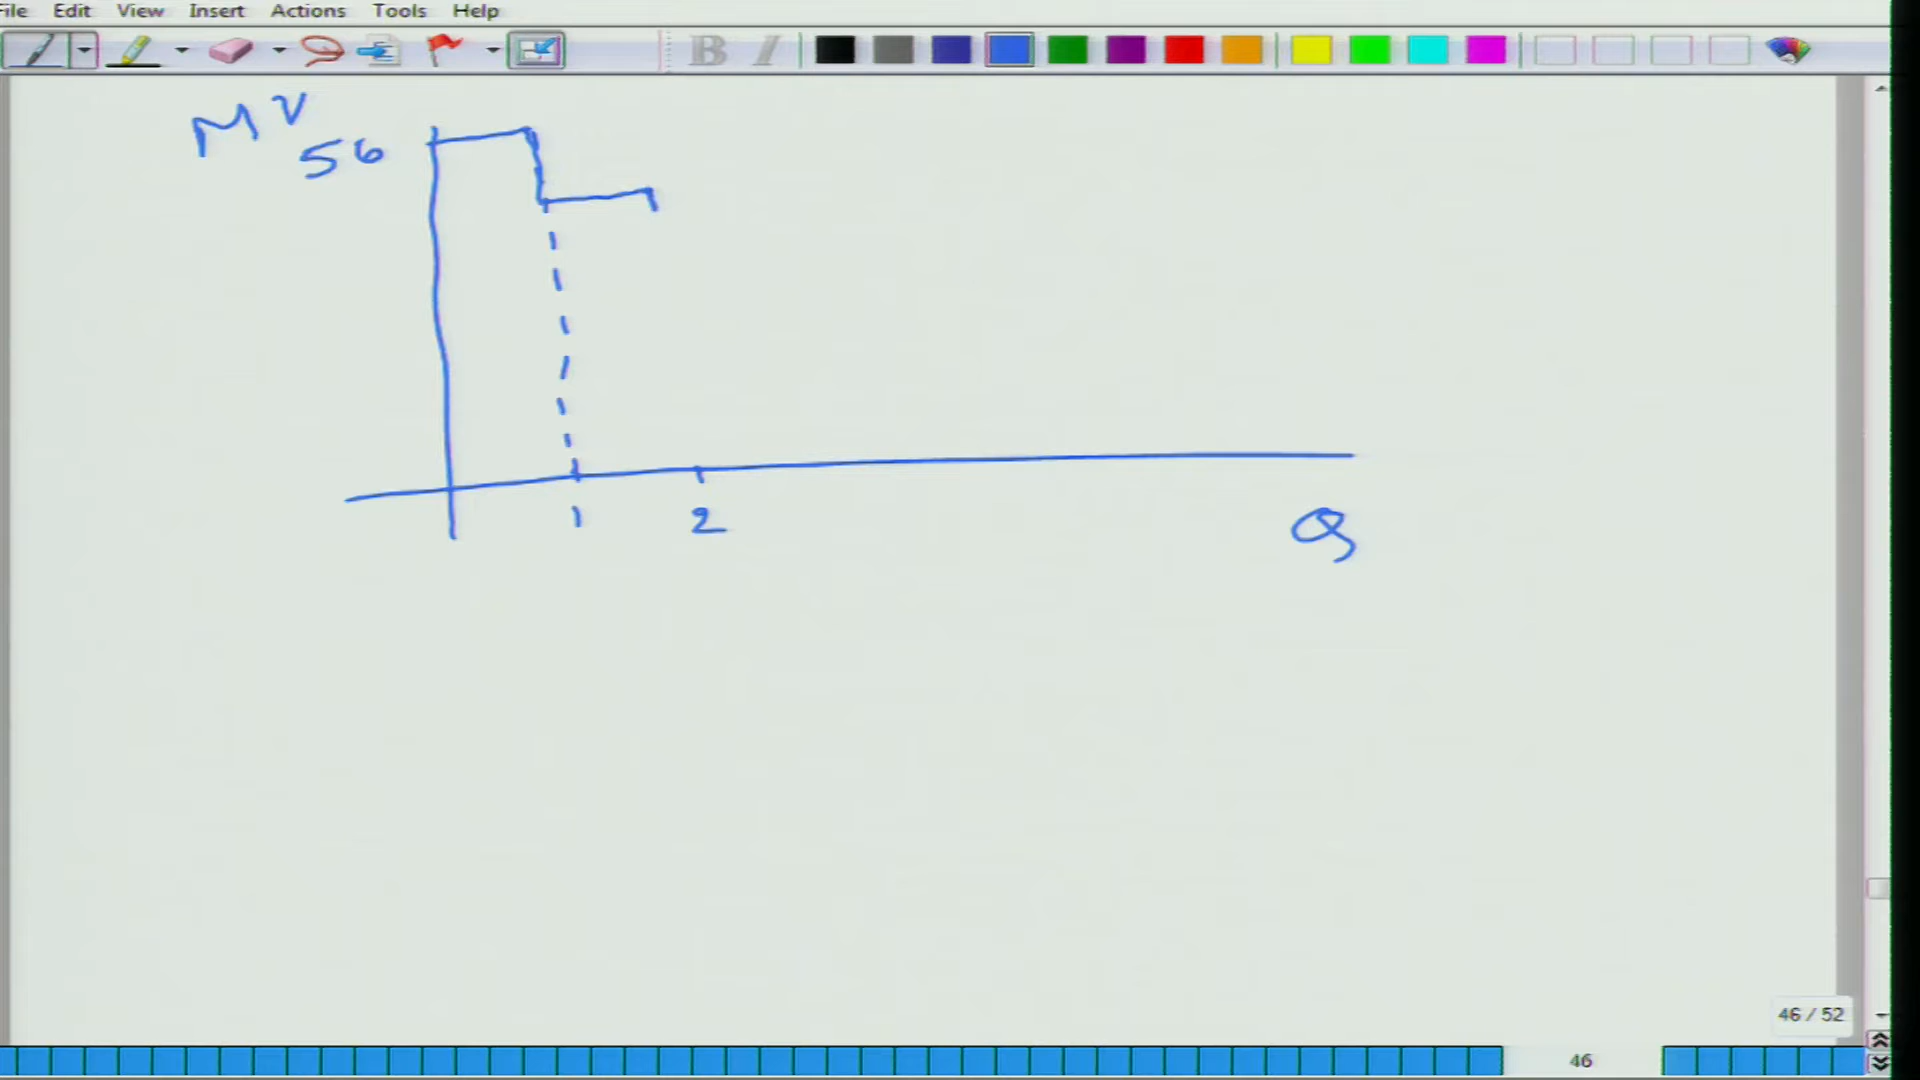 File Edit View Insert Actions Tools Help
B I
MV
56
1 2
Q
46 / 52
46